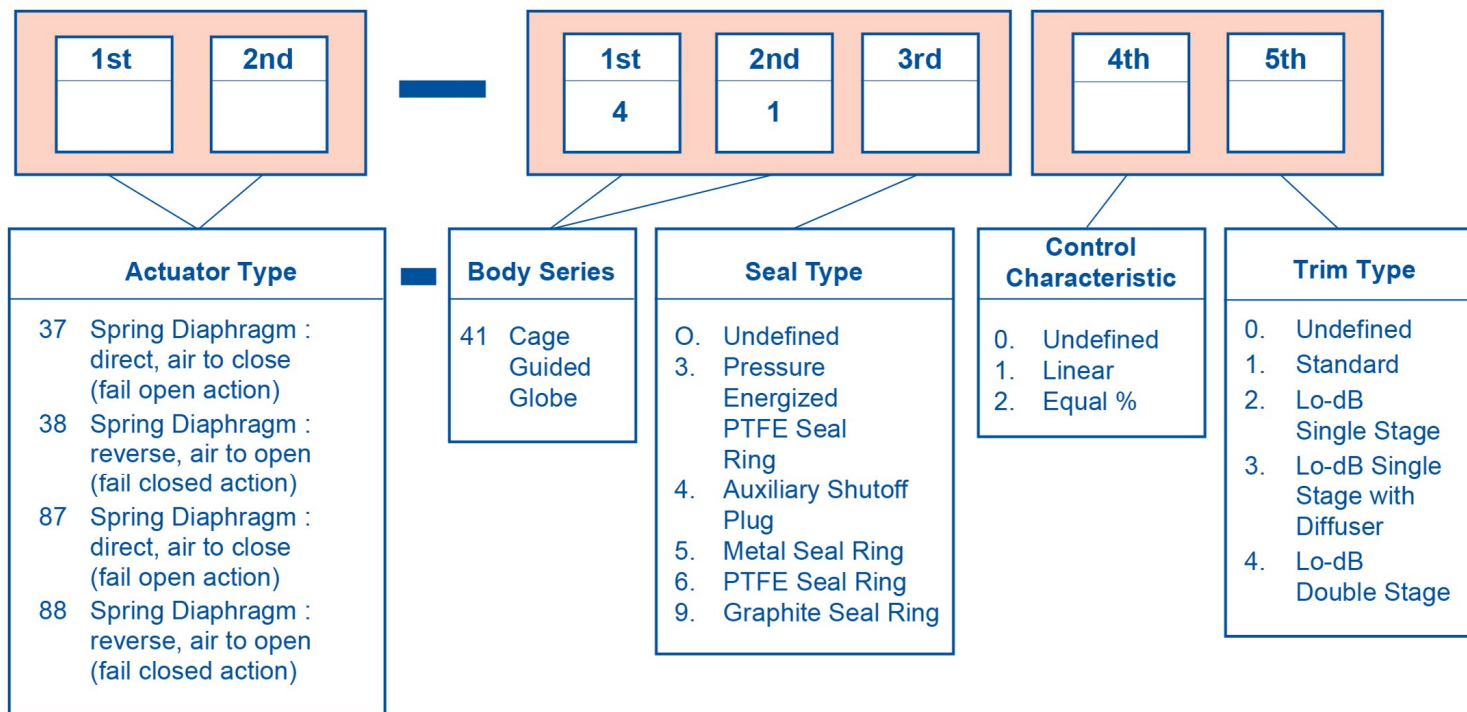 1st 2nd 1st 2nd 3rd 4th 5th
4 1
Actuator Type
37 Spring Diaphragm :
direct, air to close
(fail open action)
38 Spring Diaphragm :
reverse, air to open
(fail closed action)
87 Spring Diaphragm :
direct, air to close
(fail open action)
88 Spring Diaphragm :
reverse, air to open
(fail closed action)
Body Series
41 Cage
Guided
Globe
Seal Type
O. Undefined
3. Pressure
Energized
PTFE Seal
Ring
4. Auxiliary Shutoff
Plug
5. Metal Seal Ring
6. PTFE Seal Ring
9. Graphite Seal Ring
Control
Characteristic
0. Undefined
1. Linear
2. Equal %
Trim Type
0. Undefined
1. Standard
2. Lo-dB
Single Stage
3. Lo-dB Single
Stage with
Diffuser
4. Lo-dB
Double Stage